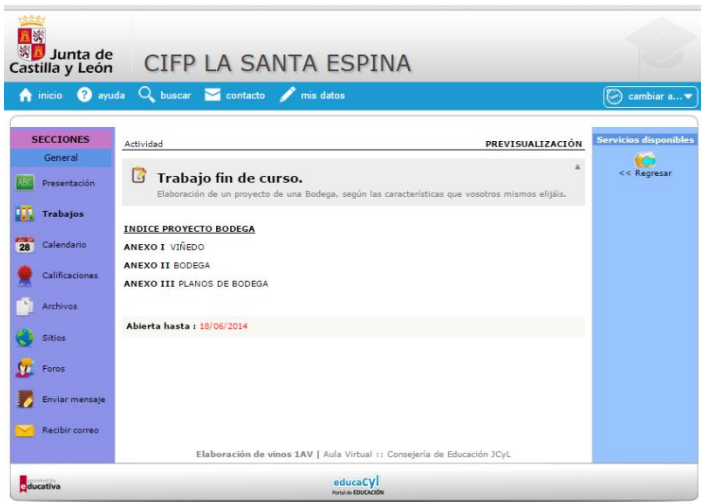 Junta de
Castilla y León
CIFP LA SANTA ESPINA
inicio ayuda buscar contacto mis datos cambiar a...
SECCIONES
General
ABC Presentación
Trabajos
28 Calendario
Calificaciones
Archivos
Sitios
Foros
Enviar mensaje
Recibir correo
Actividad PREVISUALIZACIÓN
Trabajo fin de curso.
Elaboración de un proyecto de una Bodega, según las características que vosotros mismos elijáis.
INDICE PROYECTO BODEGA
ANEXO I VIÑEDO
ANEXO II BODEGA
ANEXO III PLANOS DE BODEGA
Abierta hasta : 18/06/2014
Servicios disponibles
<< Regresar
Elaboración de vinos 1AV | Aula Virtual :: Consejería de Educación JCyL
educativa
educaCyl
Portal de EDUCACIÓN